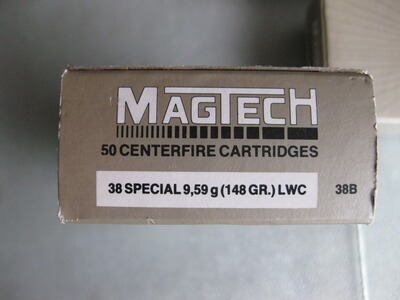 MAGTECH
50 CENTERFIRE CARTRIDGES
38 SPECIAL 9,59 g (148 GR.) LWC 38B